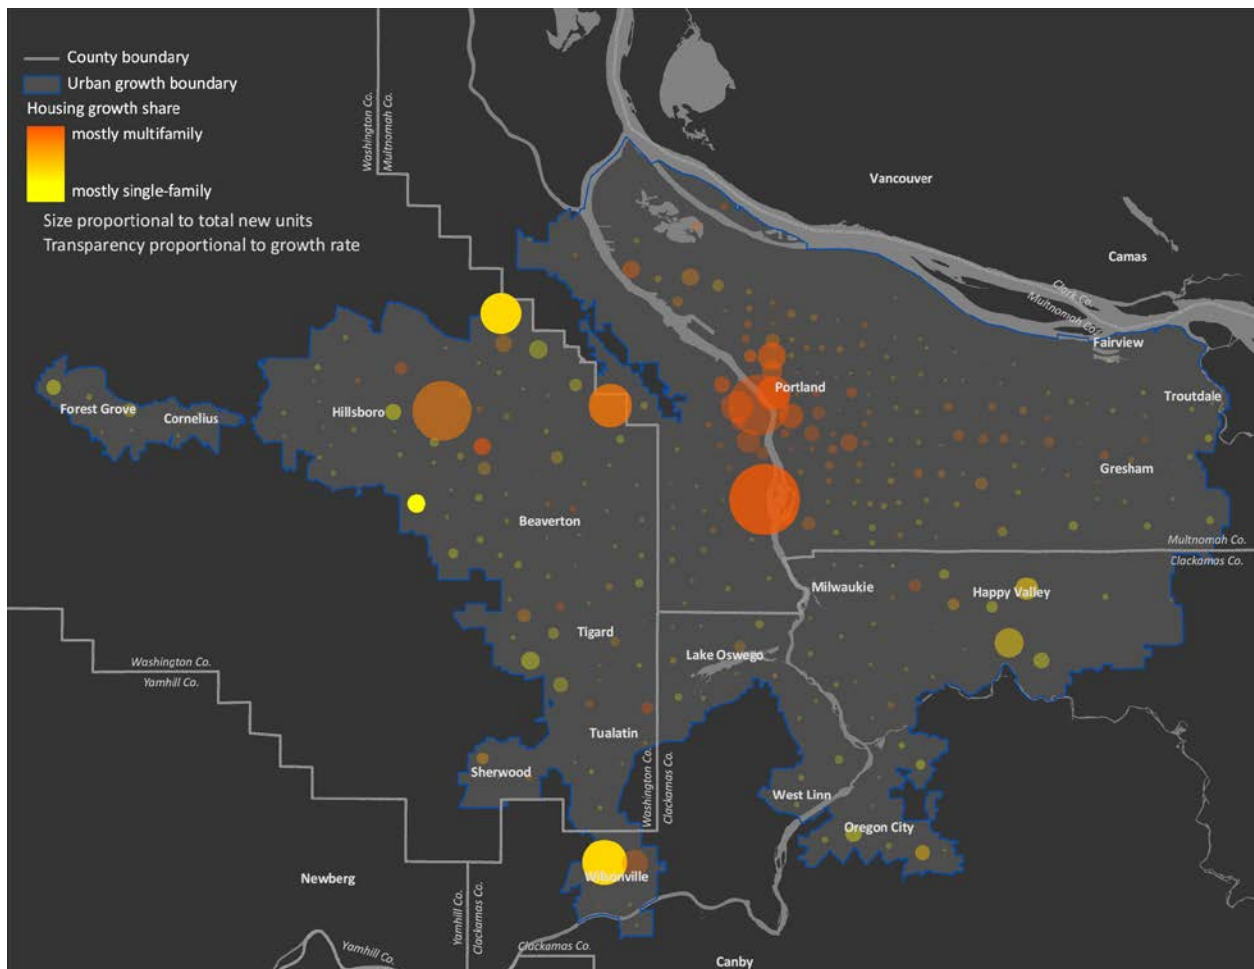 County boundary
Urban growth boundary
Housing growth share
mostly multifamily
mostly single-family
Size proportional to total new units
Transparency proportional to growth rate
Washington Co.
Multnomah Co.
Vancouver
Camas
Clark Co.
Multnomah Co.
Fairview
Portland
Troutdale
Forest Grove
Cornelius
Hillsboro
Gresham
Beaverton
Multnomah Co.
Clackamas Co.
Milwaukie
Happy Valley
Tigard
Lake Oswego
Washington Co.
Yamhill Co.
Tualatin
Sherwood
Washington Co.
Clackamas Co.
West Linn
Oregon City
Wilsonville
Newberg
Yamhill Co.
Clackamas Co.
Yamhill Co.
Clackamas Co.
Canby